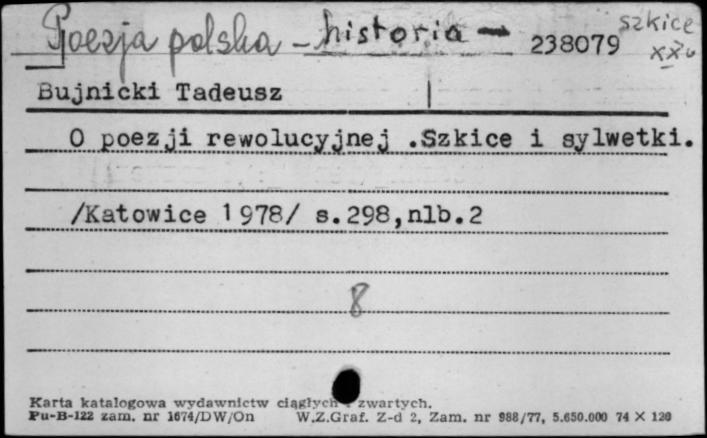 Poezja polska - historia - 238079 szkice
XXw
Bujnicki Tadeusz
O poezji rewolucyjnej .Szkice i sylwetki.
/Katowice 1978/ s.298,nlb.2
8
Karta katalogowa wydawnictw ciągłych i zwartych.
Pu-B-122 zam. nr 1674/DW/On W.Z.Graf. Z-d 2, Zam. nr 988/77, 5.650.000 74 X 120